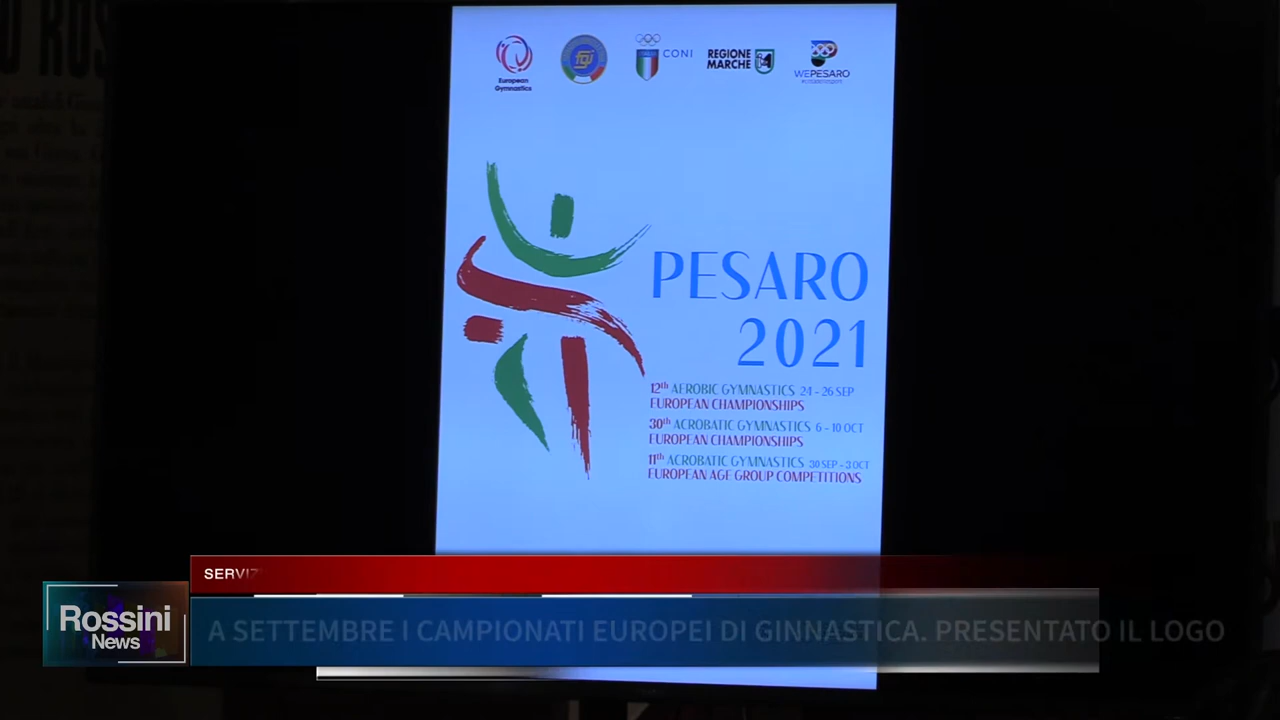 European
Gymnastics
FGI
CONI
REGIONE
MARCHE
WEPESARO
PESARO
2021
12th AEROBIC GYMNASTICS 24 - 26 SEP
EUROPEAN CHAMPIONSHIPS
30th ACROBATIC GYMNASTICS 6 - 10 OCT
EUROPEAN CHAMPIONSHIPS
11th ACROBATIC GYMNASTICS 30 SEP - 3 OCT
EUROPEAN AGE GROUP COMPETITIONS
SERVIZ
Rossini
News
A SETTEMBRE I CAMPIONATI EUROPEI DI GINNASTICA. PRESENTATO IL LOGO